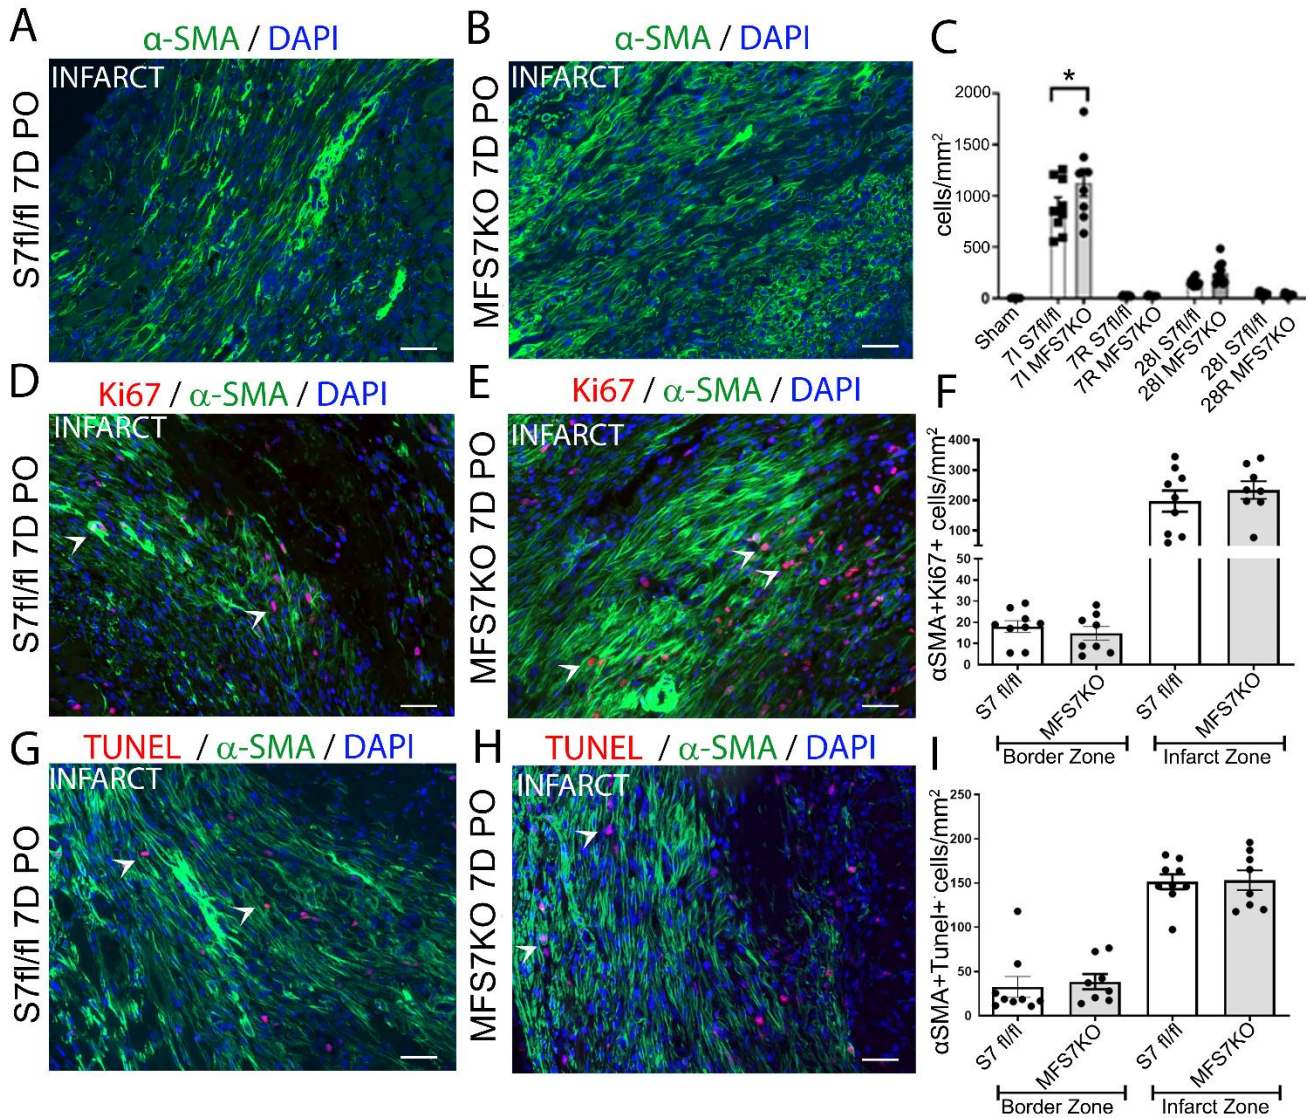 A
α-SMA / DAPI
S7fl/fl 7D PO
INFARCT
B
α-SMA / DAPI
MFS7KO 7D PO
INFARCT
C
*
cells/mm²
2000
1500
1000
500
0
Sham
7I S7fl/fl
7I MFS7KO
7R S7fl/fl
7R MFS7KO
28I S7fl/fl
28I MFS7KO
28I S7fl/fl
28R MFS7KO
D
Ki67 / α-SMA / DAPI
S7fl/fl 7D PO
INFARCT
E
Ki67 / α-SMA / DAPI
MFS7KO 7D PO
INFARCT
F
αSMA+Ki67+ cells/mm²
400
300
200
100
50
40
30
20
10
0
S7 fl/fl
MFS7KO
S7 fl/fl
MFS7KO
Border Zone
Infarct Zone
G
TUNEL / α-SMA / DAPI
S7fl/fl 7D PO
INFARCT
H
TUNEL / α-SMA / DAPI
MFS7KO 7D PO
INFARCT
I
αSMA+Tunel+ cells/mm²
250
200
150
100
50
0
S7 fl/fl
MFS7KO
S7 fl/fl
MFS7KO
Border Zone
Infarct Zone